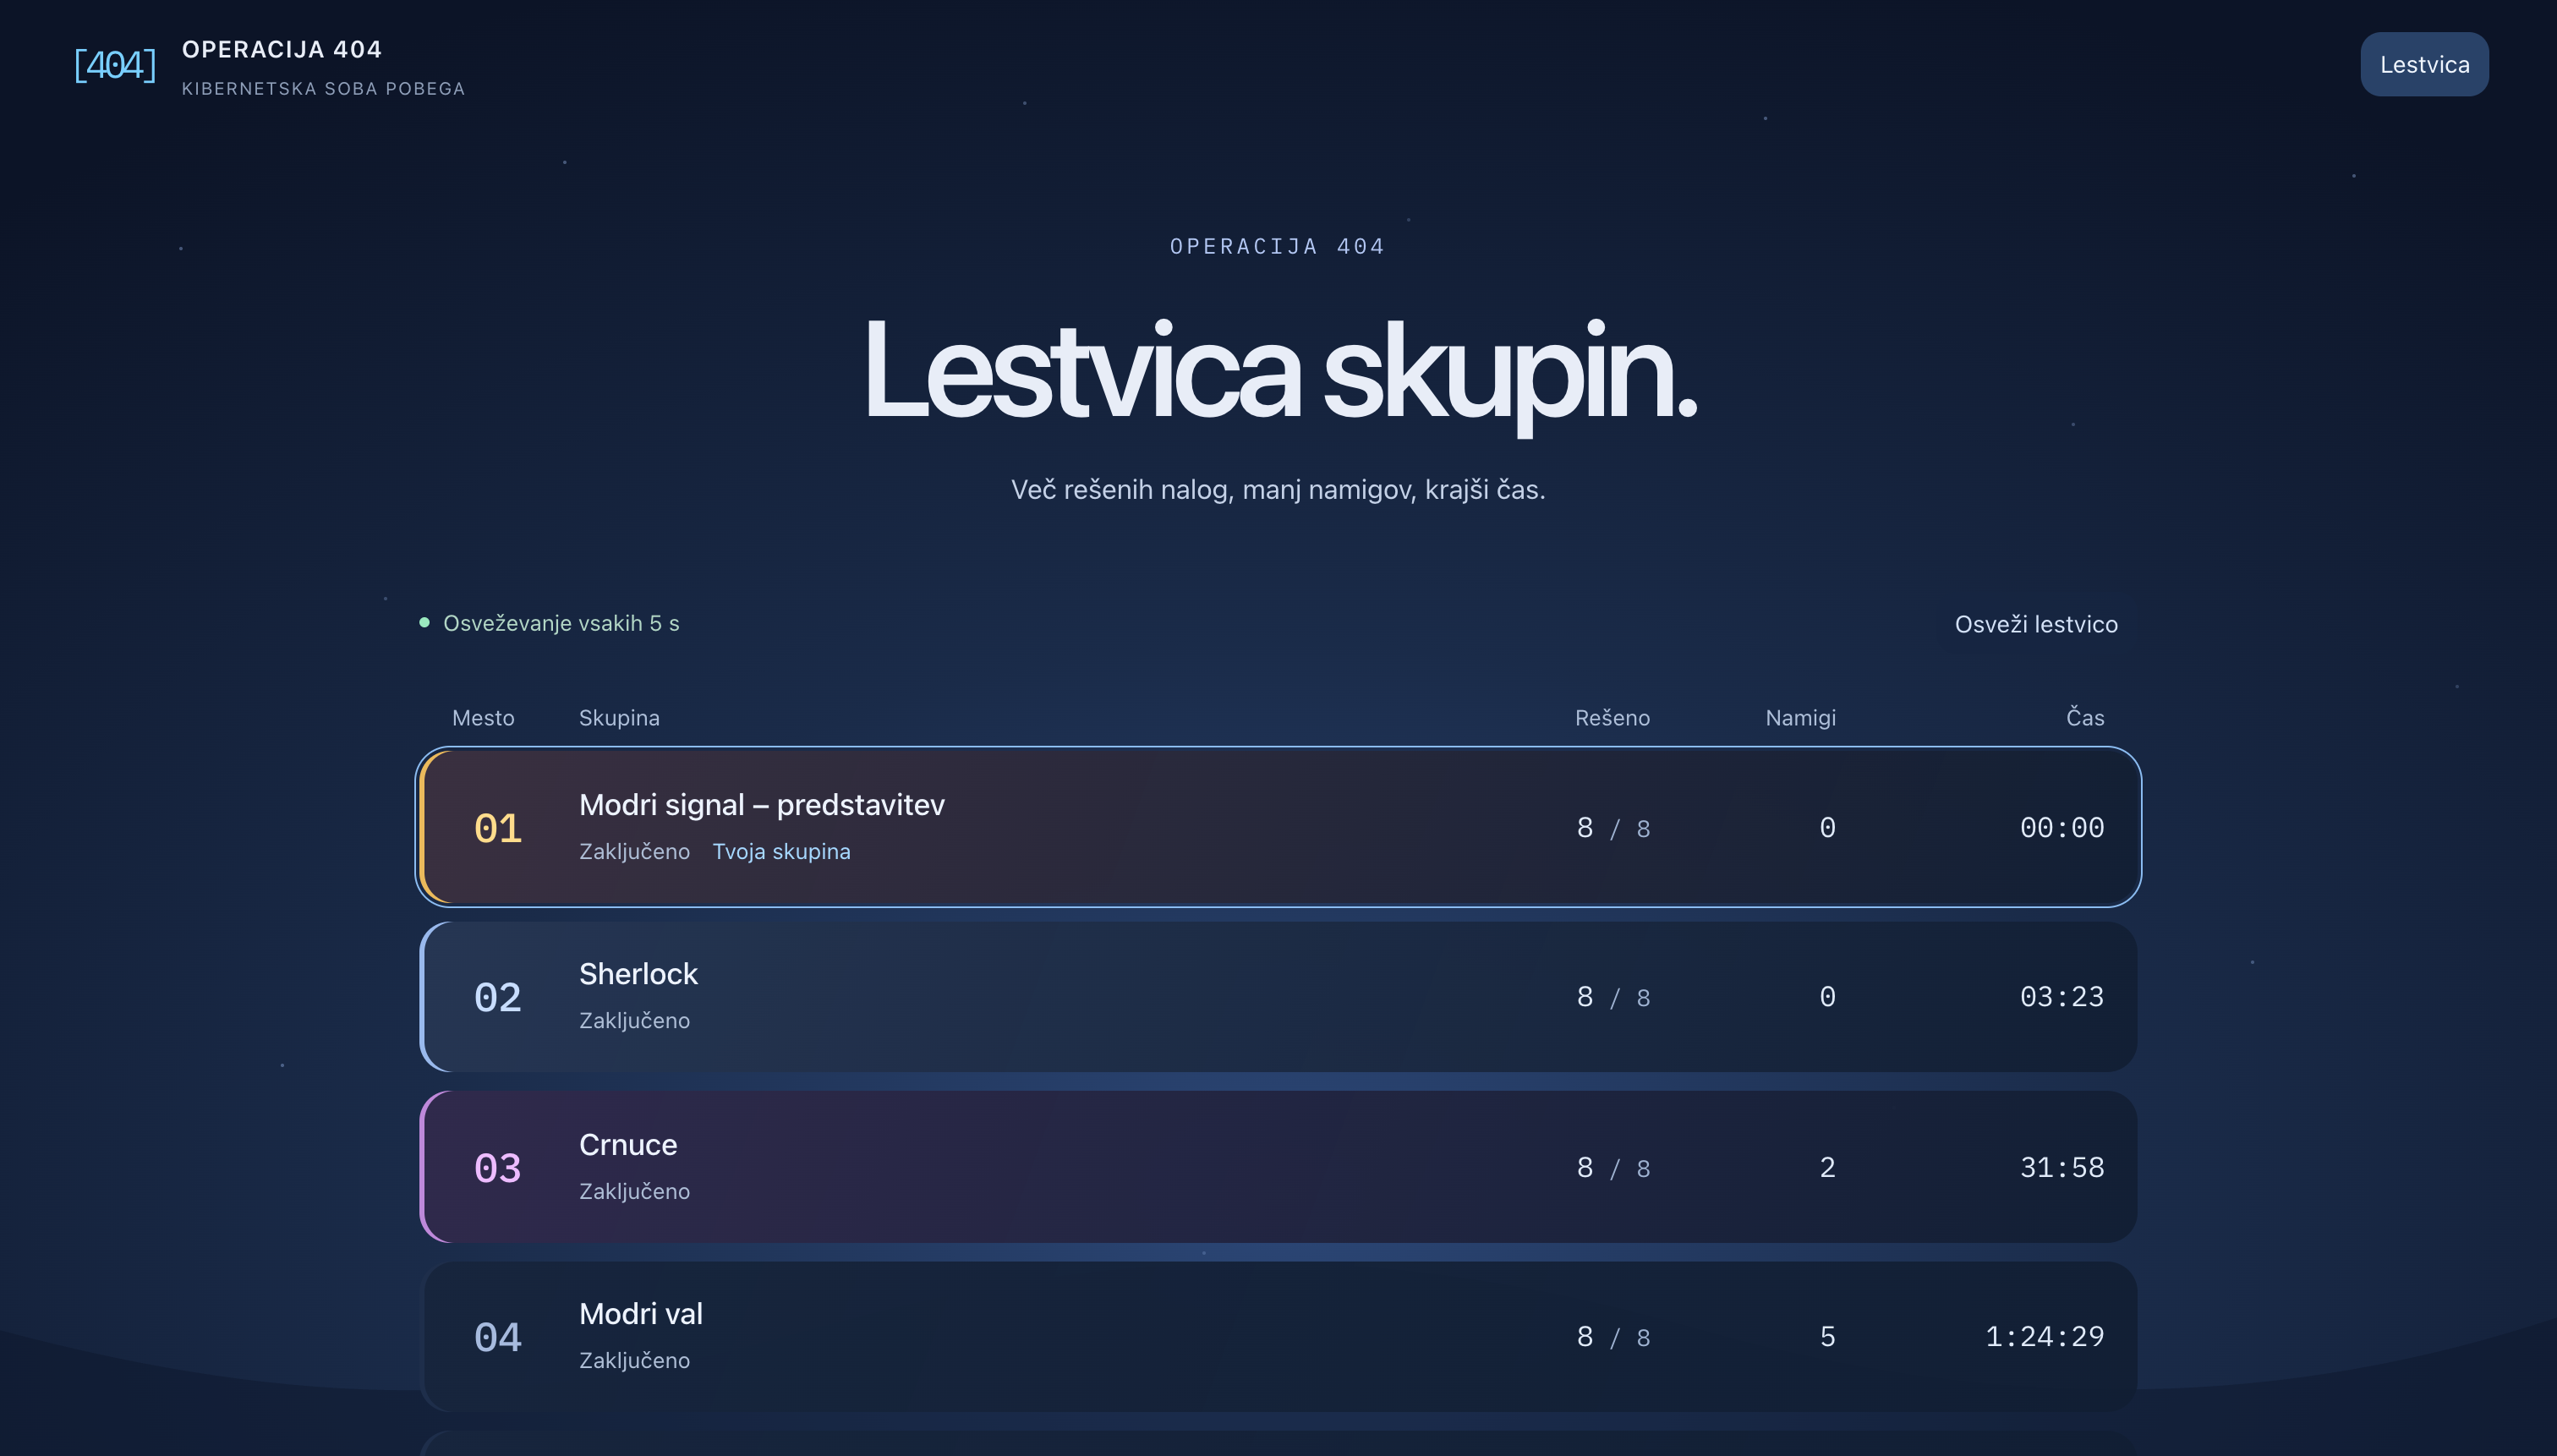 [404]
OPERACIJA 404
KIBERNETSKA SOBA POBEGA
Lestvica
OPERACIJA 404
Lestvica skupin.
Več rešenih nalog, manj namigov, krajši čas.
Osveževanje vsakih 5 s
Osveži lestvico
Mesto Skupina Rešeno Namigi Čas
01 Modri signal – predstavitev 8 / 8 0 00:00
Zaključeno Tvoja skupina
02 Sherlock 8 / 8 0 03:23
Zaključeno
03 Crnuce 8 / 8 2 31:58
Zaključeno
04 Modri val 8 / 8 5 1:24:29
Zaključeno